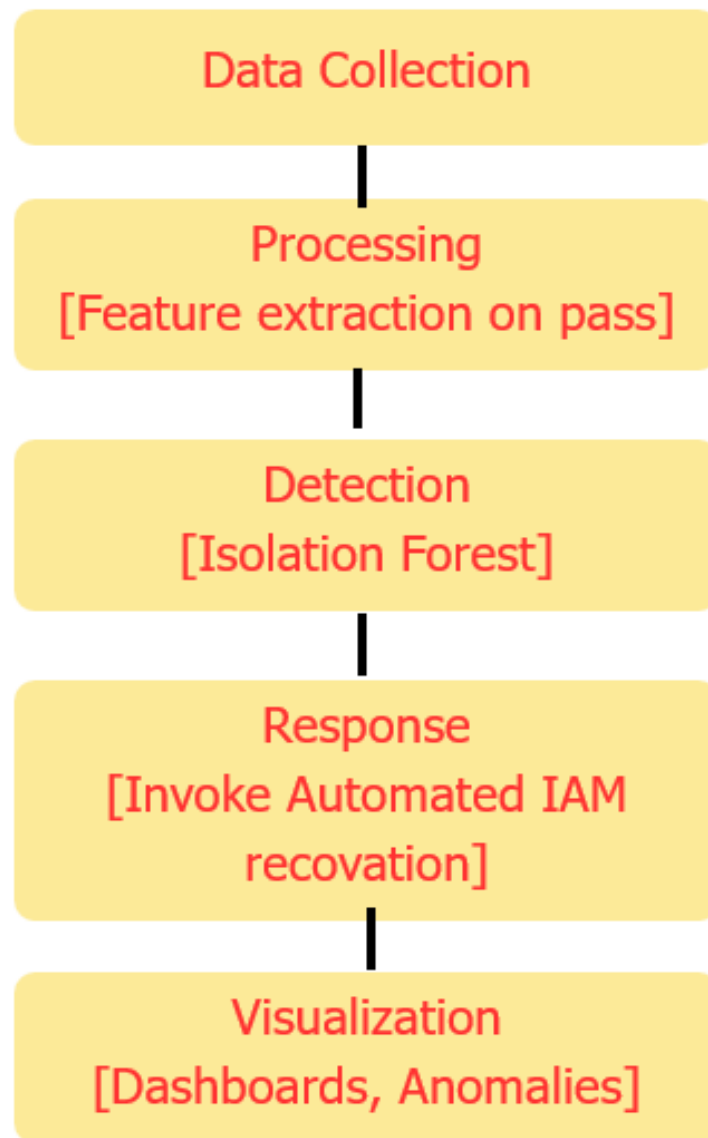 Data Collection
Processing
[Feature extraction on pass]
Detection
[Isolation Forest]
Response
[Invoke Automated IAM
recovation]
Visualization
[Dashboards, Anomalies]